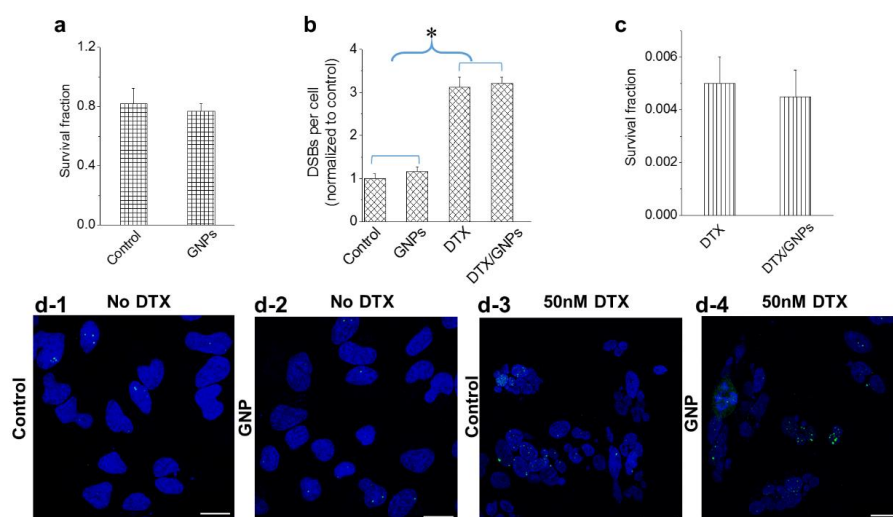 a
1.2
0.8
0.4
0.0
Survival fraction
Control
GNPs
b
*
4
3
2
1
0
DSBs per cell
(normalized to control)
Control
GNPs
DTX
DTX/GNPs
c
0.006
0.004
0.002
0.000
Survival fraction
DTX
DTX/GNPs
d-1
No DTX
Control
d-2
No DTX
GNP
d-3
50nM DTX
Control
d-4
50nM DTX
GNP